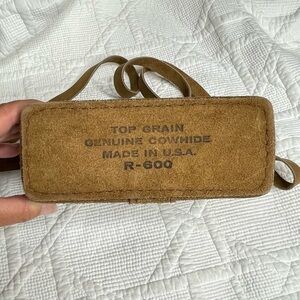 TOP GRAIN
GENUINE COWHIDE
MADE IN U.S.A.
R-600